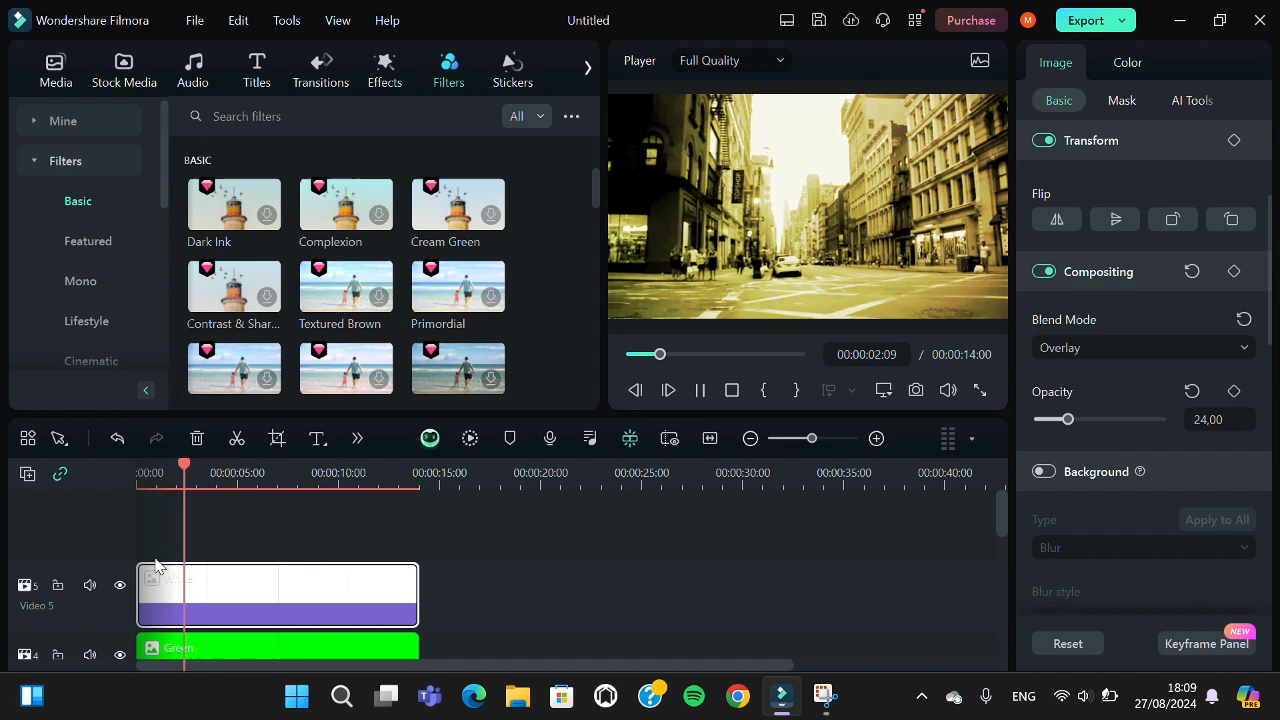 Wondershare Filmora File Edit Tools View Help Untitled Purchase M Export
Media Stock Media Audio Titles Transitions Effects Filters Stickers
Mine
Filters
Basic
Featured
Mono
Lifestyle
Cinematic
Search filters All
BASIC
Dark Ink Complexion Cream Green
Contrast & Shar... Textured Brown Primordial
Player Full Quality
TOPSHOP
00:00:02:09 / 00:00:14:00
Image Color
Basic Mask AI Tools
Transform
Flip
Compositing
Blend Mode
Overlay
Opacity
24,00
Background
Type Apply to All
Blur
Blur style
NEW
Reset Keyframe Panel
:00:00 00:00:05:00 00:00:10:00 00:00:15:00 00:00:20:00 00:00:25:00 00:00:30:00 00:00:35:00 00:00:40:00
5 White
Video 5
4 Green
ENG 18:09
27/08/2024
PRE